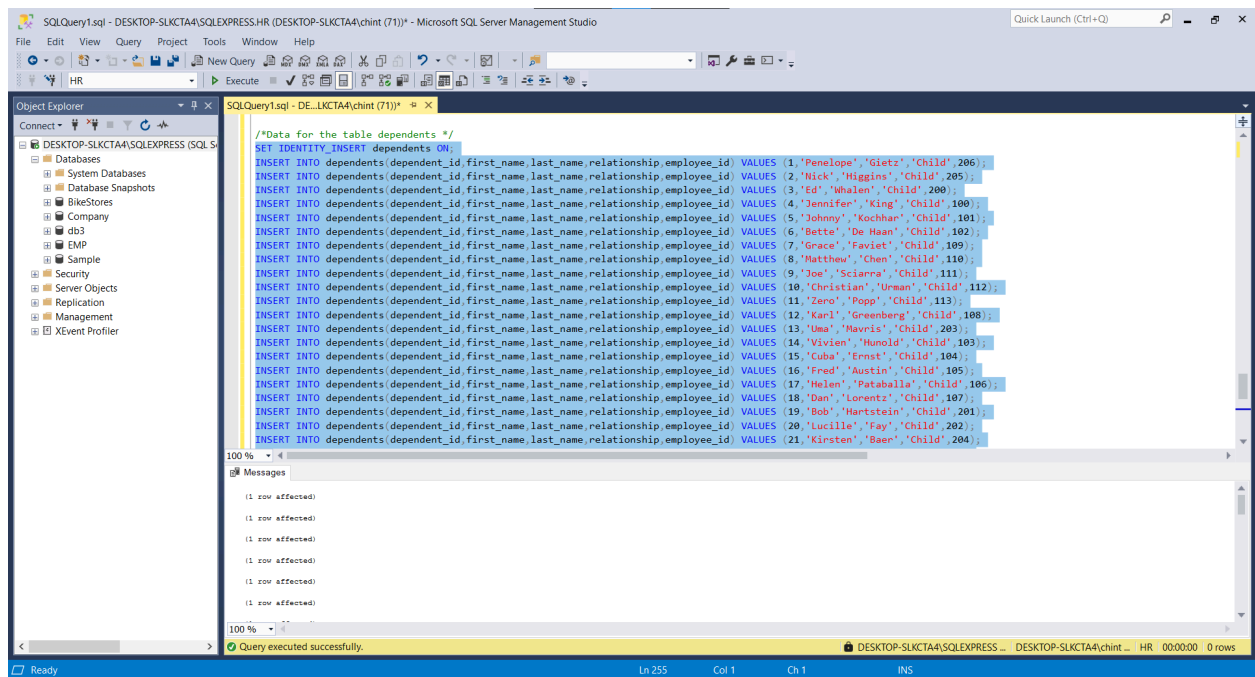 SQLQuery1.sql - DESKTOP-SLKCTA4\SQLEXPRESS.HR (DESKTOP-SLKCTA4\chint (71))* - Microsoft SQL Server Management Studio
Quick Launch (Ctrl+Q)
File Edit View Query Project Tools Window Help
New Query
HR
Execute
Object Explorer
SQLQuery1.sql - DE...LKCTA4\chint (71))*
Connect
DESKTOP-SLKCTA4\SQLEXPRESS (SQL S
Databases
System Databases
Database Snapshots
BikeStores
Company
db3
EMP
Sample
Security
Server Objects
Replication
Management
XEvent Profiler
/*Data for the table dependents */
SET IDENTITY_INSERT dependents ON;
INSERT INTO dependents(dependent_id,first_name,last_name,relationship,employee_id) VALUES (1,'Penelope','Gietz','Child',206);
INSERT INTO dependents(dependent_id,first_name,last_name,relationship,employee_id) VALUES (2,'Nick','Higgins','Child',205);
INSERT INTO dependents(dependent_id,first_name,last_name,relationship,employee_id) VALUES (3,'Ed','Whalen','Child',200);
INSERT INTO dependents(dependent_id,first_name,last_name,relationship,employee_id) VALUES (4,'Jennifer','King','Child',100);
INSERT INTO dependents(dependent_id,first_name,last_name,relationship,employee_id) VALUES (5,'Johnny','Kochhar','Child',101);
INSERT INTO dependents(dependent_id,first_name,last_name,relationship,employee_id) VALUES (6,'Bette','De Haan','Child',102);
INSERT INTO dependents(dependent_id,first_name,last_name,relationship,employee_id) VALUES (7,'Grace','Faviet','Child',109);
INSERT INTO dependents(dependent_id,first_name,last_name,relationship,employee_id) VALUES (8,'Matthew','Chen','Child',110);
INSERT INTO dependents(dependent_id,first_name,last_name,relationship,employee_id) VALUES (9,'Joe','Sciarra','Child',111);
INSERT INTO dependents(dependent_id,first_name,last_name,relationship,employee_id) VALUES (10,'Christian','Urman','Child',112);
INSERT INTO dependents(dependent_id,first_name,last_name,relationship,employee_id) VALUES (11,'Zero','Popp','Child',113);
INSERT INTO dependents(dependent_id,first_name,last_name,relationship,employee_id) VALUES (12,'Karl','Greenberg','Child',108);
INSERT INTO dependents(dependent_id,first_name,last_name,relationship,employee_id) VALUES (13,'Uma','Mavris','Child',203);
INSERT INTO dependents(dependent_id,first_name,last_name,relationship,employee_id) VALUES (14,'Vivien','Hunold','Child',103);
INSERT INTO dependents(dependent_id,first_name,last_name,relationship,employee_id) VALUES (15,'Cuba','Ernst','Child',104);
INSERT INTO dependents(dependent_id,first_name,last_name,relationship,employee_id) VALUES (16,'Fred','Austin','Child',105);
INSERT INTO dependents(dependent_id,first_name,last_name,relationship,employee_id) VALUES (17,'Helen','Pataballa','Child',106);
INSERT INTO dependents(dependent_id,first_name,last_name,relationship,employee_id) VALUES (18,'Dan','Lorentz','Child',107);
INSERT INTO dependents(dependent_id,first_name,last_name,relationship,employee_id) VALUES (19,'Bob','Hartstein','Child',201);
INSERT INTO dependents(dependent_id,first_name,last_name,relationship,employee_id) VALUES (20,'Lucille','Fay','Child',202);
INSERT INTO dependents(dependent_id,first_name,last_name,relationship,employee_id) VALUES (21,'Kirsten','Baer','Child',204);
100 %
Messages
(1 row affected)
(1 row affected)
(1 row affected)
(1 row affected)
(1 row affected)
(1 row affected)
100 %
Query executed successfully.
DESKTOP-SLKCTA4\SQLEXPRESS ... DESKTOP-SLKCTA4\chint ... HR 00:00:00 0 rows
Ready Ln 255 Col 1 Ch 1 INS